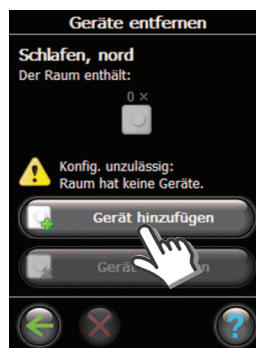 Geräte entfernen
Schlafen, nord
Der Raum enthält:
0 ×
Konfig. unzulässig:
Raum hat keine Geräte.
Gerät hinzufügen
?